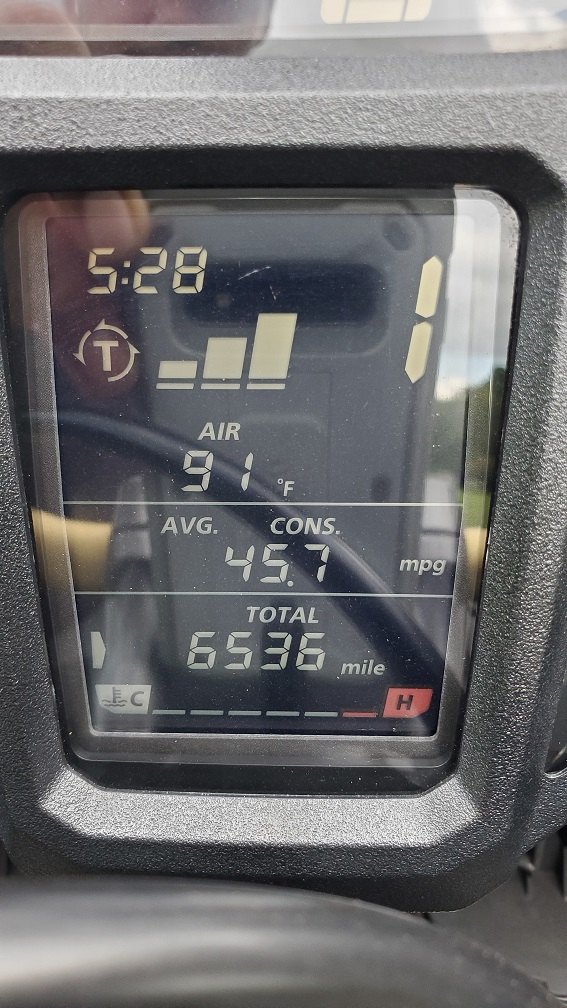 5:28
T
1
AIR
91 °F
AVG. CONS.
45.7 mpg
TOTAL
6536 mile
C H